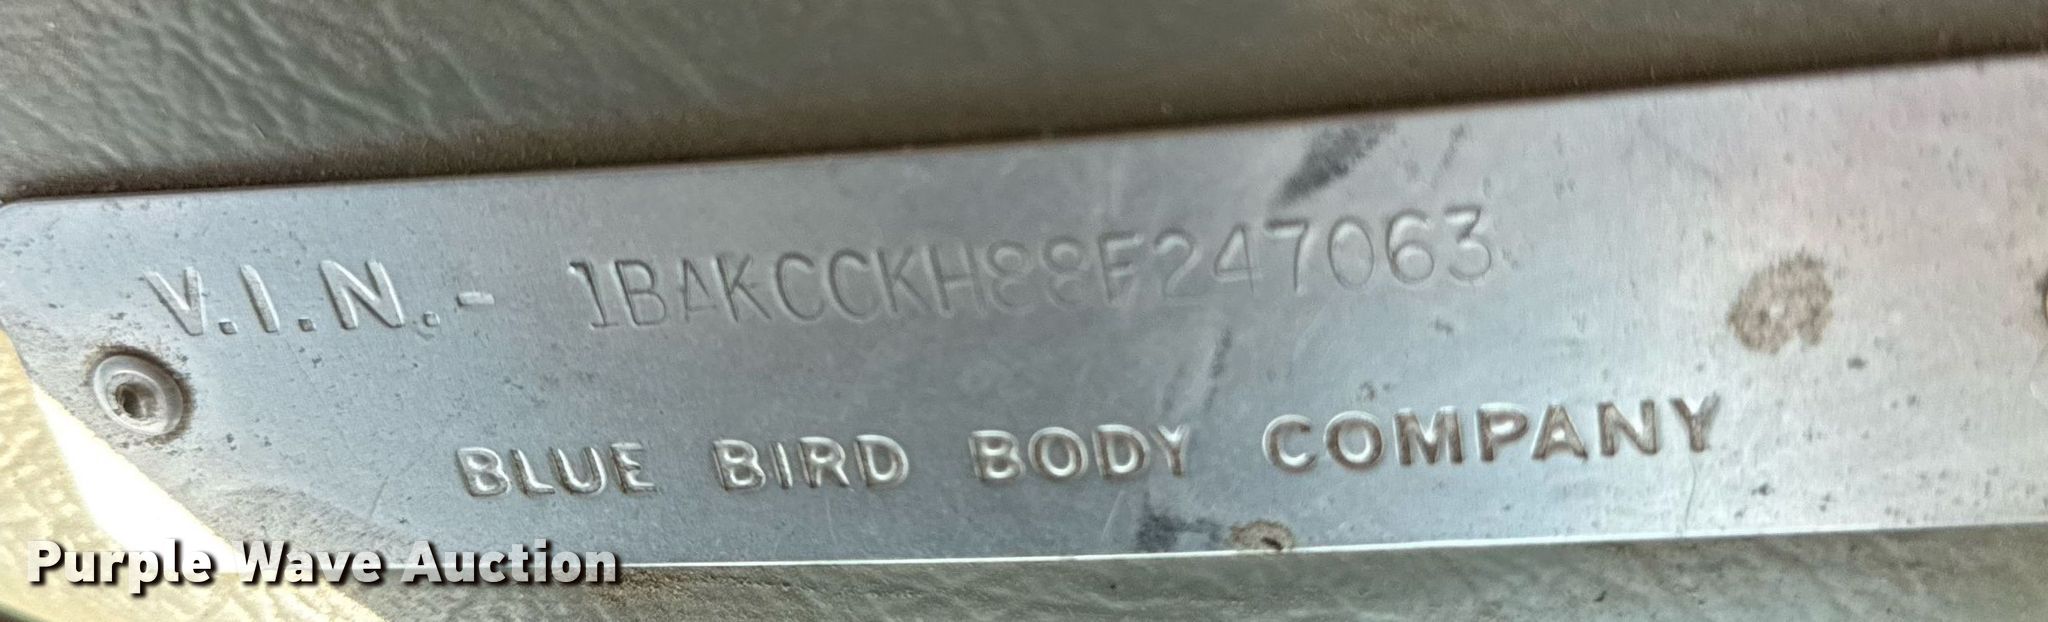 V.I.N.- 1BAKCCKH88F247063
BLUE BIRD BODY COMPANY
Purple Wave Auction